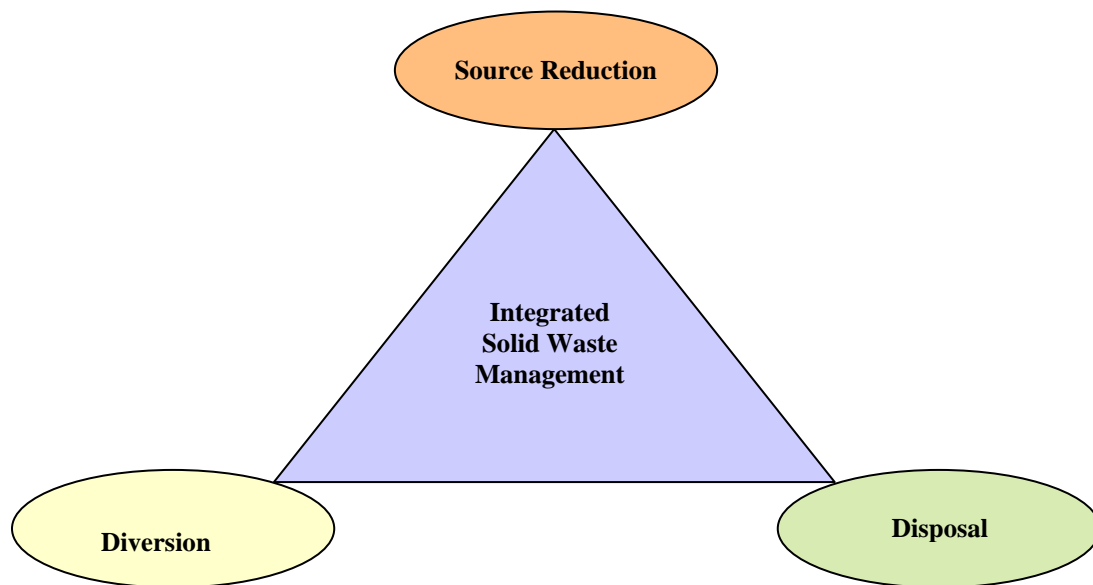 Source Reduction
Integrated
Solid Waste
Management
Diversion
Disposal